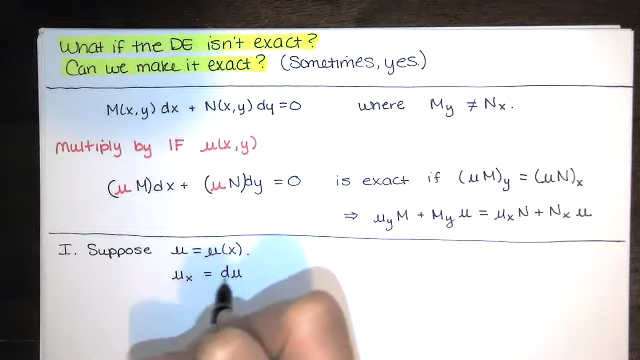 What if the DE isn't exact?
Can we make it exact? (Sometimes, yes.)
M(x,y) dx + N(x,y) dy = 0 where My ≠ Nx.
multiply by IF μ(x,y)
(μM)dx + (μN)dy = 0 is exact if (μM)y = (μN)x
⇒ μyM + Myμ = μxN + Nxμ
I. Suppose μ = μ(x).
μx = dμ